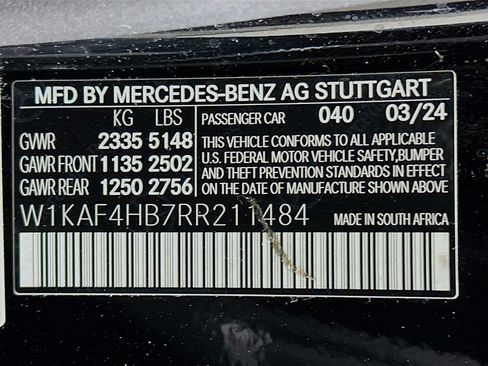 MFD BY MERCEDES-BENZ AG STUTTGART
KG LBS PASSENGER CAR 040 03/24
GWR 2335 5148 THIS VEHICLE CONFORMS TO ALL APPLICABLE
GAWR FRONT 1135 2502 U.S. FEDERAL MOTOR VEHICLE SAFETY,BUMPER
GAWR REAR 1250 2756 AND THEFT PREVENTION STANDARDS IN EFFECT
ON THE DATE OF MANUFACTURE SHOWN ABOVE.
W1KAF4HB7RR211484 MADE IN SOUTH AFRICA